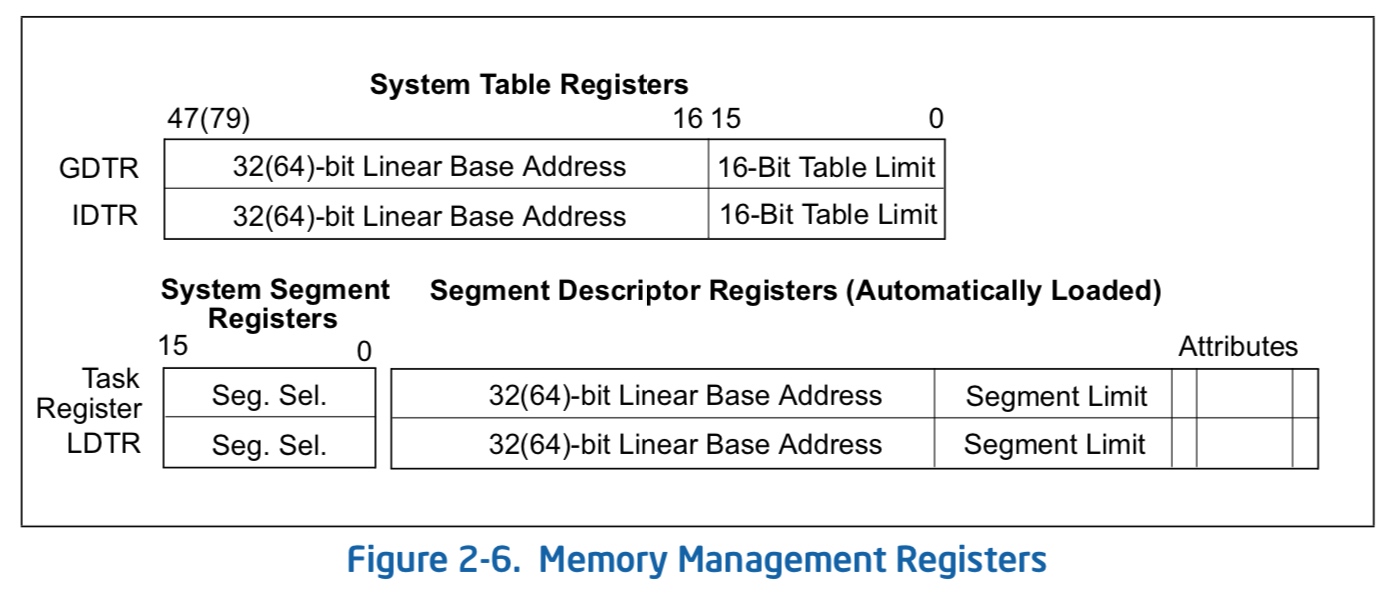 System Table Registers
47(79) 16 15 0
GDTR 32(64)-bit Linear Base Address 16-Bit Table Limit
IDTR 32(64)-bit Linear Base Address 16-Bit Table Limit
System Segment Registers
Segment Descriptor Registers (Automatically Loaded)
15 0 Attributes
Task Register Seg. Sel. 32(64)-bit Linear Base Address Segment Limit
LDTR Seg. Sel. 32(64)-bit Linear Base Address Segment Limit
Figure 2-6. Memory Management Registers